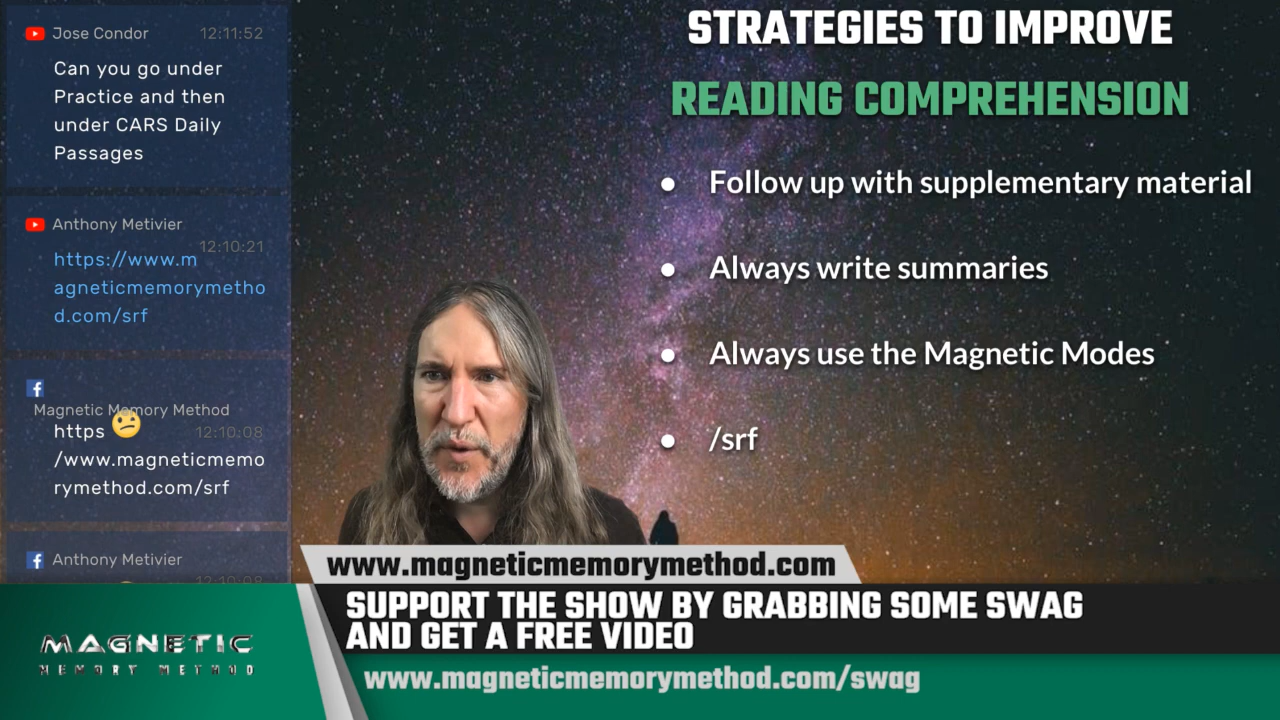 Jose Condor 12:11:52
Can you go under
Practice and then
under CARS Daily
Passages
Anthony Metivier
12:10:21
https://www.m
agneticmemorymetho
d.com/srf
Magnetic Memory Method
https 12:10:08
/www.magneticmemo
rymethod.com/srf
Anthony Metivier
12:10:08
STRATEGIES TO IMPROVE
READING COMPREHENSION
● Follow up with supplementary material
● Always write summaries
● Always use the Magnetic Modes
● /srf
www.magneticmemorymethod.com
SUPPORT THE SHOW BY GRABBING SOME SWAG
AND GET A FREE VIDEO
www.magneticmemorymethod.com/swag
MAGNETIC
MEMORY METHOD